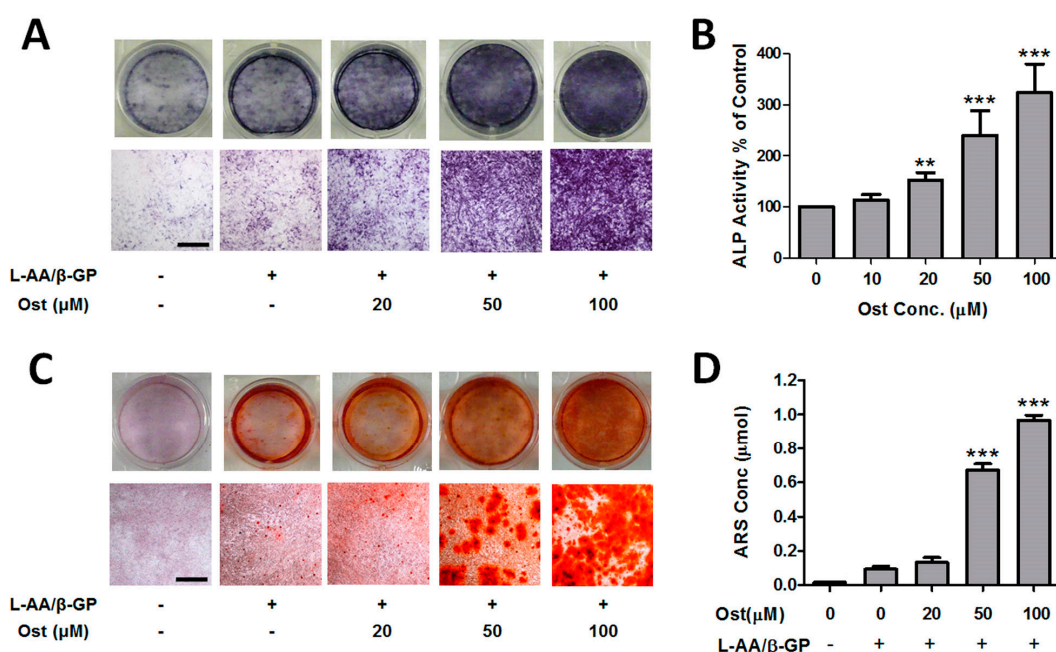 A
L-AA/β-GP - + + + +
Ost (μM) - - 20 50 100
B
ALP Activity % of Control
400
300
200
100
0
** *** ***
0 10 20 50 100
Ost Conc. (μM)
C
L-AA/β-GP - + + + +
Ost (μM) - - 20 50 100
D
ARS Conc (μmol)
1.2
1.0
0.8
0.6
0.4
0.2
0.0
*** ***
Ost(μM) 0 0 20 50 100
L-AA/β-GP - + + + +